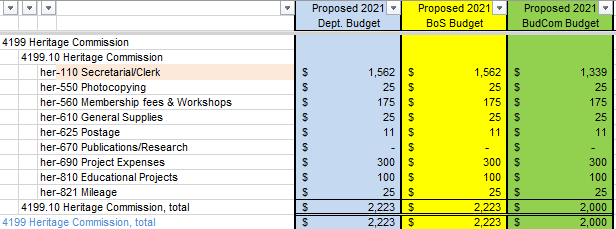 Proposed 2021 Proposed 2021 Proposed 2021
Dept. Budget BoS Budget BudCom Budget
4199 Heritage Commission
4199.10 Heritage Commission
her-110 Secretarial/Clerk $ 1,562 $ 1,562 $ 1,339
her-550 Photocopying $ 25 $ 25 $ 25
her-560 Membership fees & Workshops $ 175 $ 175 $ 175
her-610 General Supplies $ 25 $ 25 $ 25
her-625 Postage $ 11 $ 11 $ 11
her-670 Publications/Research $ - $ - $ -
her-690 Project Expenses $ 300 $ 300 $ 300
her-810 Educational Projects $ 100 $ 100 $ 100
her-821 Mileage $ 25 $ 25 $ 25
4199.10 Heritage Commission, total $ 2,223 $ 2,223 $ 2,000
4199 Heritage Commission, total $ 2,223 $ 2,223 $ 2,000